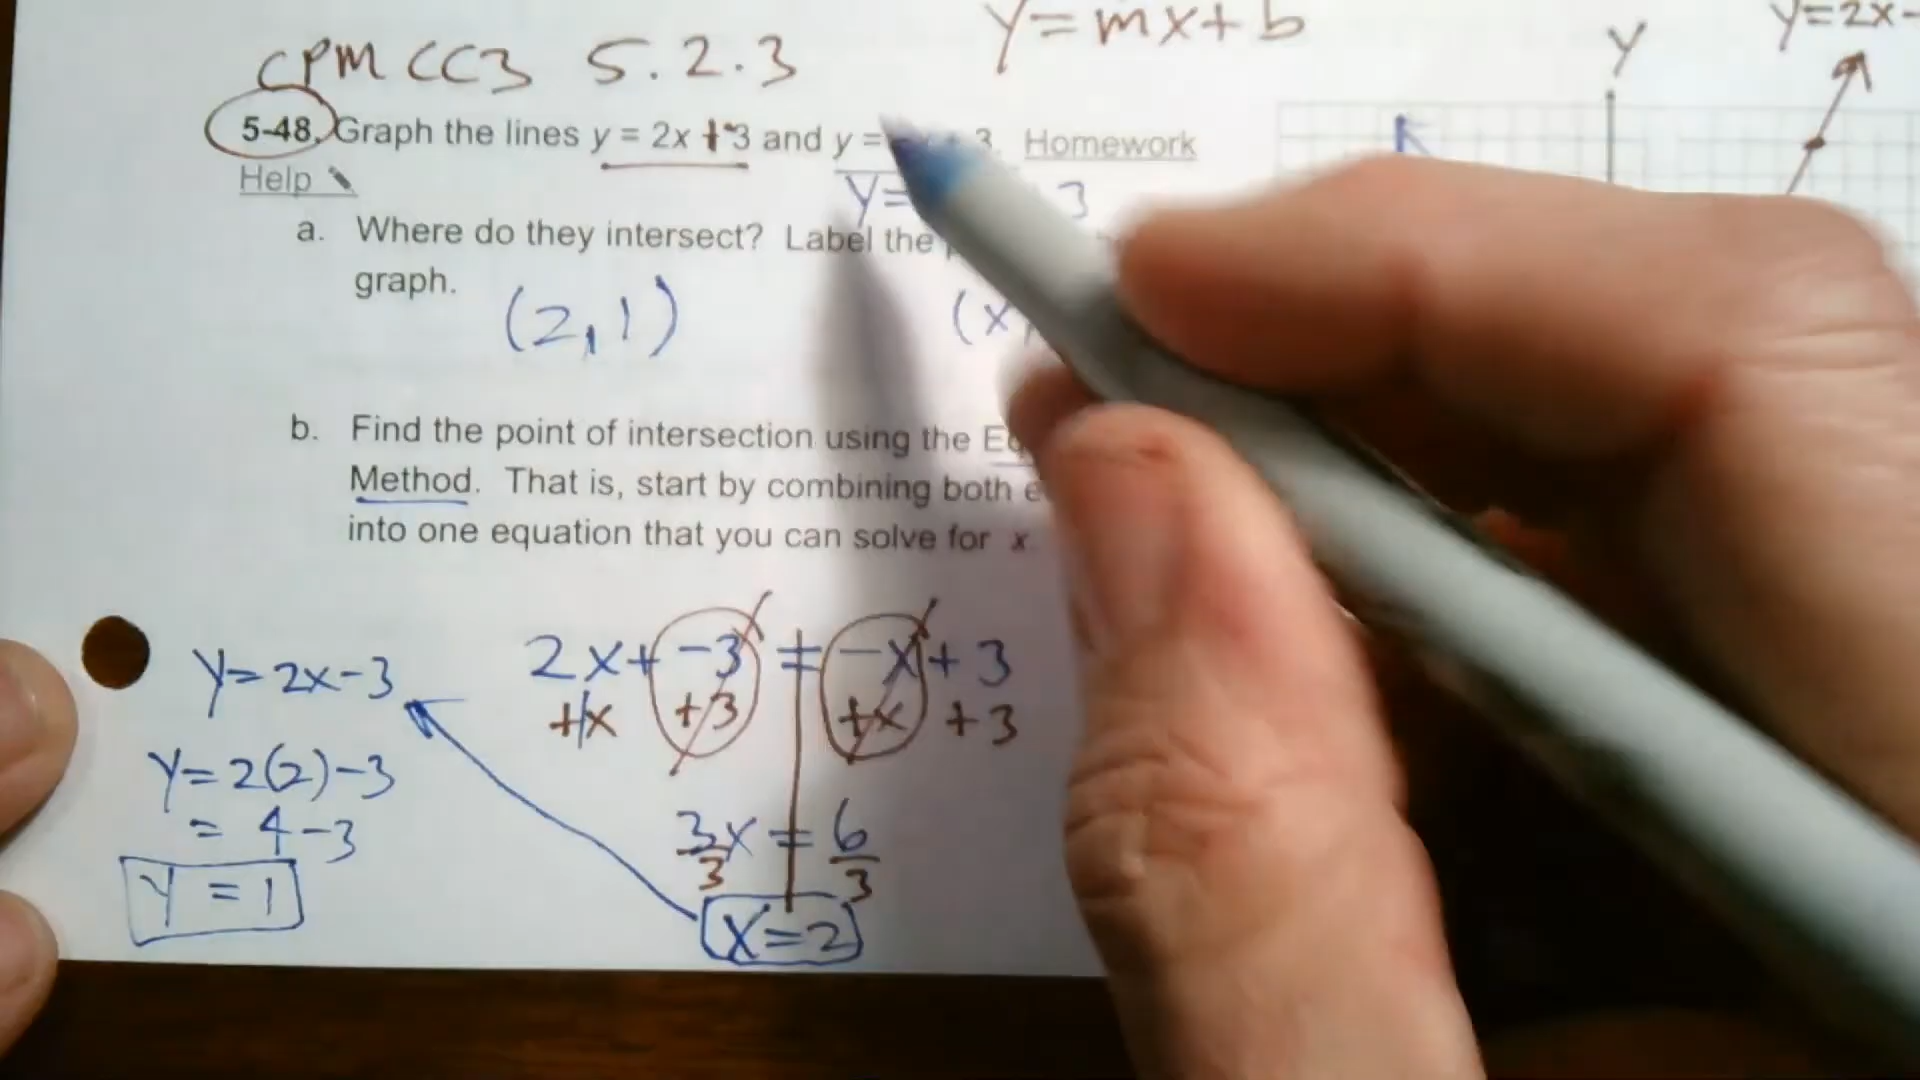 CPM CC3 5.2.3
y=mx+b
5-48. Graph the lines y = 2x + -3 and y = + 3. Homework
Help
y= 3
a. Where do they intersect? Label the
graph.
(2,1)
(x,
b. Find the point of intersection using the
Method. That is, start by combining both
into one equation that you can solve for x
2x+ -3 = -x+3
+x +3 +x +3
3x = 6
3 3
x=2
y=2x-3
y=2(2)-3
= 4-3
y = 1
y
y=2x-